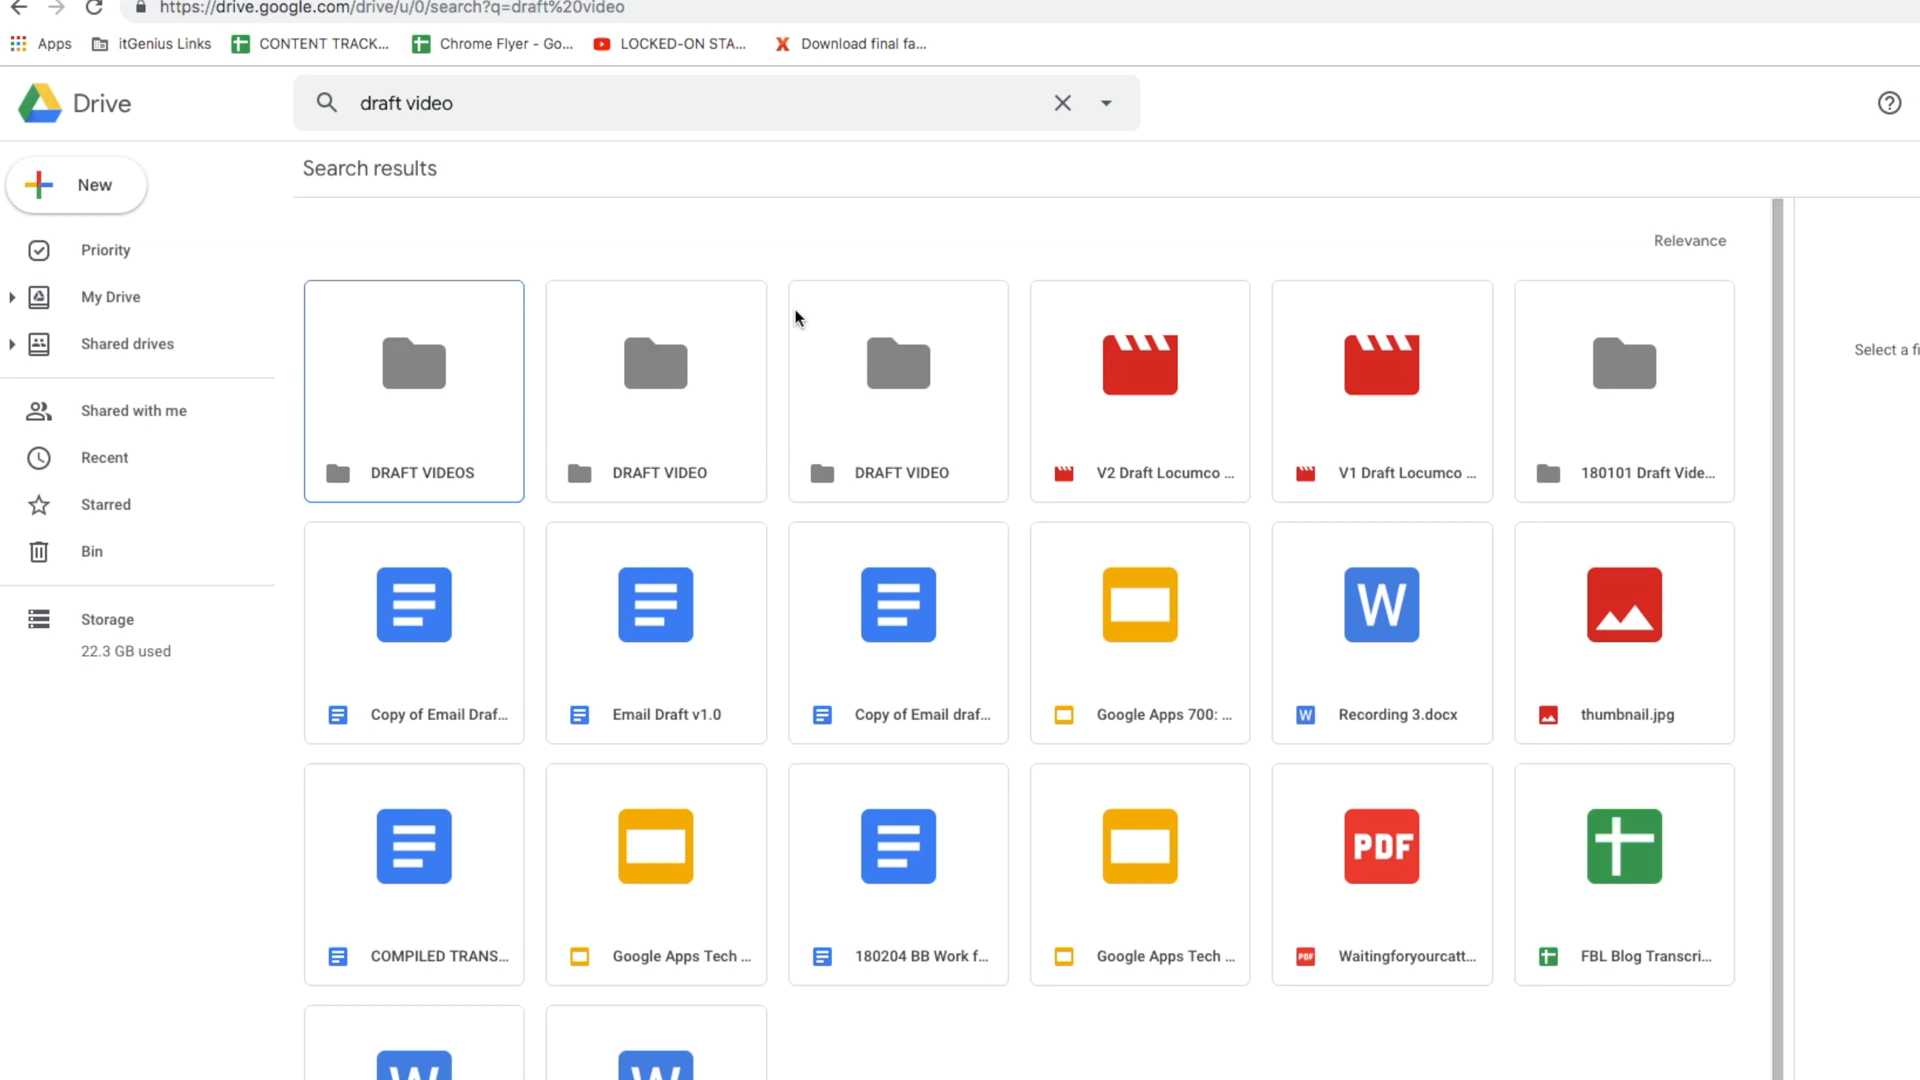 https://drive.google.com/drive/u/0/search?q=draft%20video
Apps itGenius Links CONTENT TRACK... Chrome Flyer - Go... LOCKED-ON STA... X Download final fa...
Drive draft video
Search results
New
Relevance
Priority
My Drive
Shared drives
Select a fi
Shared with me
Recent
Starred
Bin
Storage
22.3 GB used
DRAFT VIDEOS DRAFT VIDEO DRAFT VIDEO V2 Draft Locumco ... V1 Draft Locumco ... 180101 Draft Vide...
W
Copy of Email Draf... Email Draft v1.0 Copy of Email draf... Google Apps 700: ... W Recording 3.docx thumbnail.jpg
PDF
COMPILED TRANS... Google Apps Tech ... 180204 BB Work f... Google Apps Tech ... PDF Waitingforyourcatt... FBL Blog Transcri...
W W